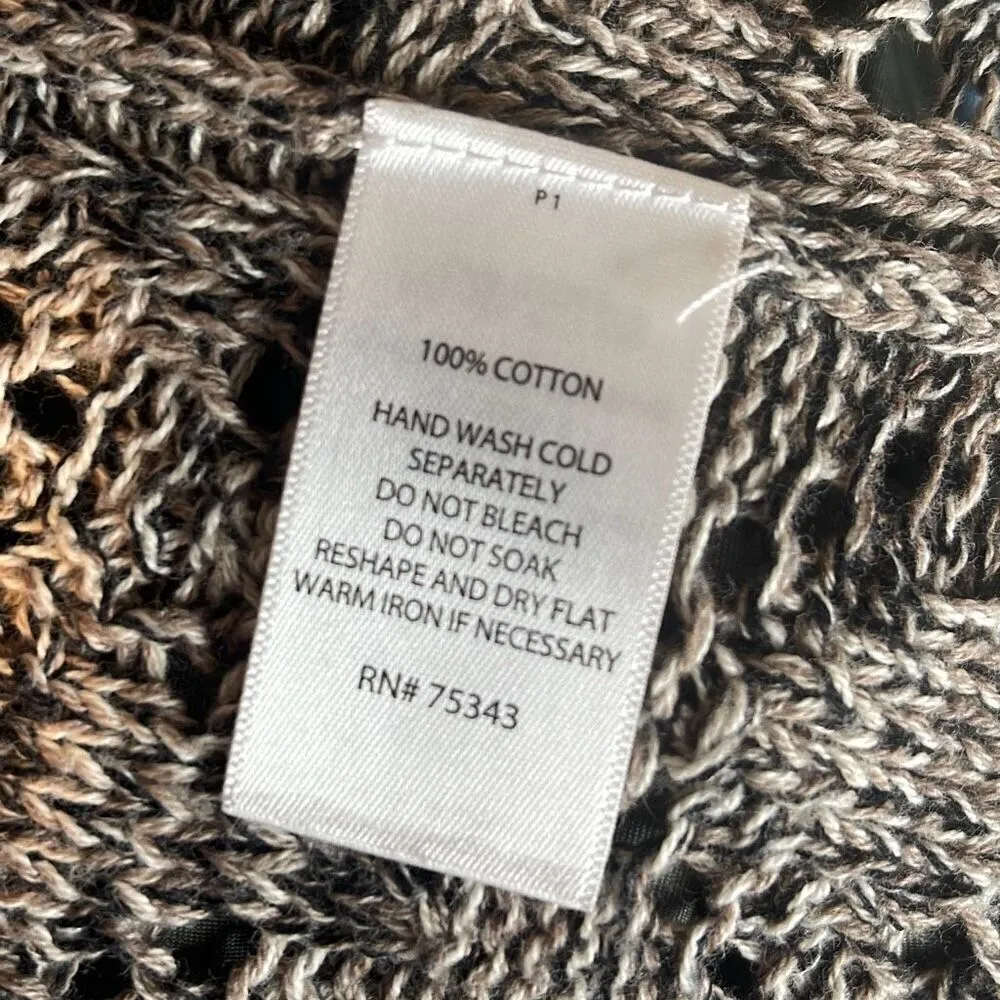 P1
100% COTTON
HAND WASH COLD
SEPARATELY
DO NOT BLEACH
DO NOT SOAK
RESHAPE AND DRY FLAT
WARM IRON IF NECESSARY
RN# 75343